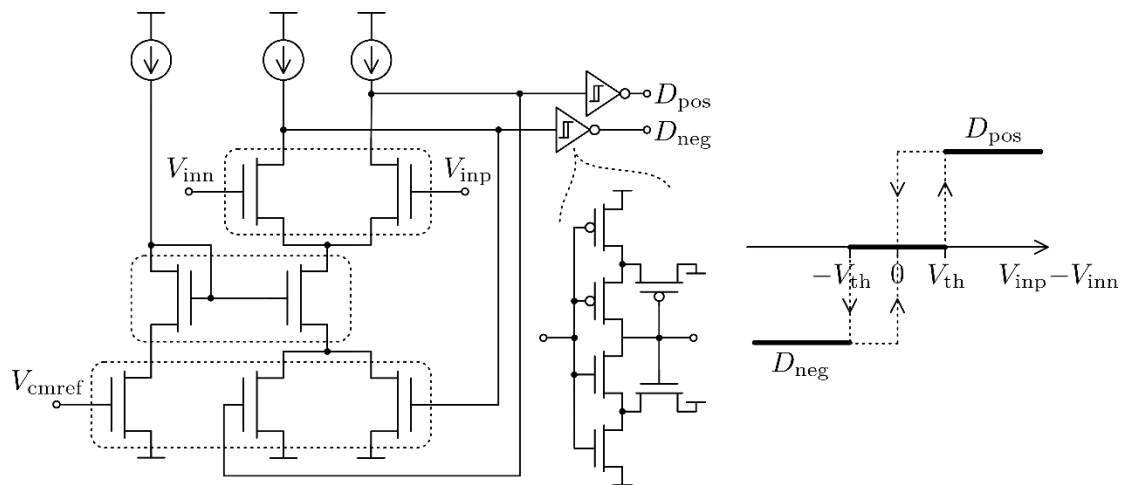 D_pos
D_neg
V_inn
V_inp
V_cmref
D_pos
−V_th 0 V_th V_inp−V_inn
D_neg